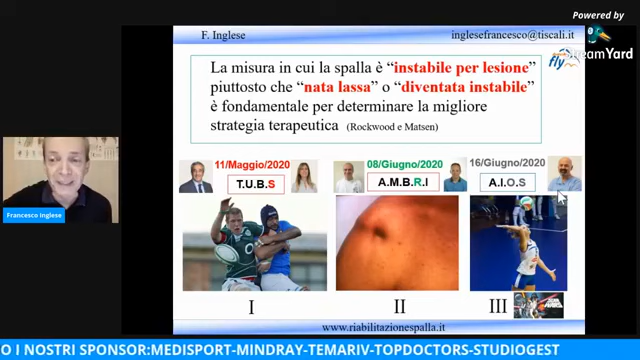 Powered by
StreamYard
F. Inglese
inglesefrancesco@tiscali.it
fly
La misura in cui la spalla è “instabile per lesione”
piuttosto che “nata lassa” o “diventata instabile”
è fondamentale per determinare la migliore
strategia terapeutica (Rockwood e Matsen)
11/Maggio/2020
08/Giugno/2020
16/Giugno/2020
T.U.B.S
A.M.B.R.I
A.I.O.S
Francesco Inglese
I
II
III
www.riabilitazionespalla.it
O I NOSTRI SPONSOR:MEDISPORT-MINDRAY-TEMARIV-TOPDOCTORS-STUDIOGEST